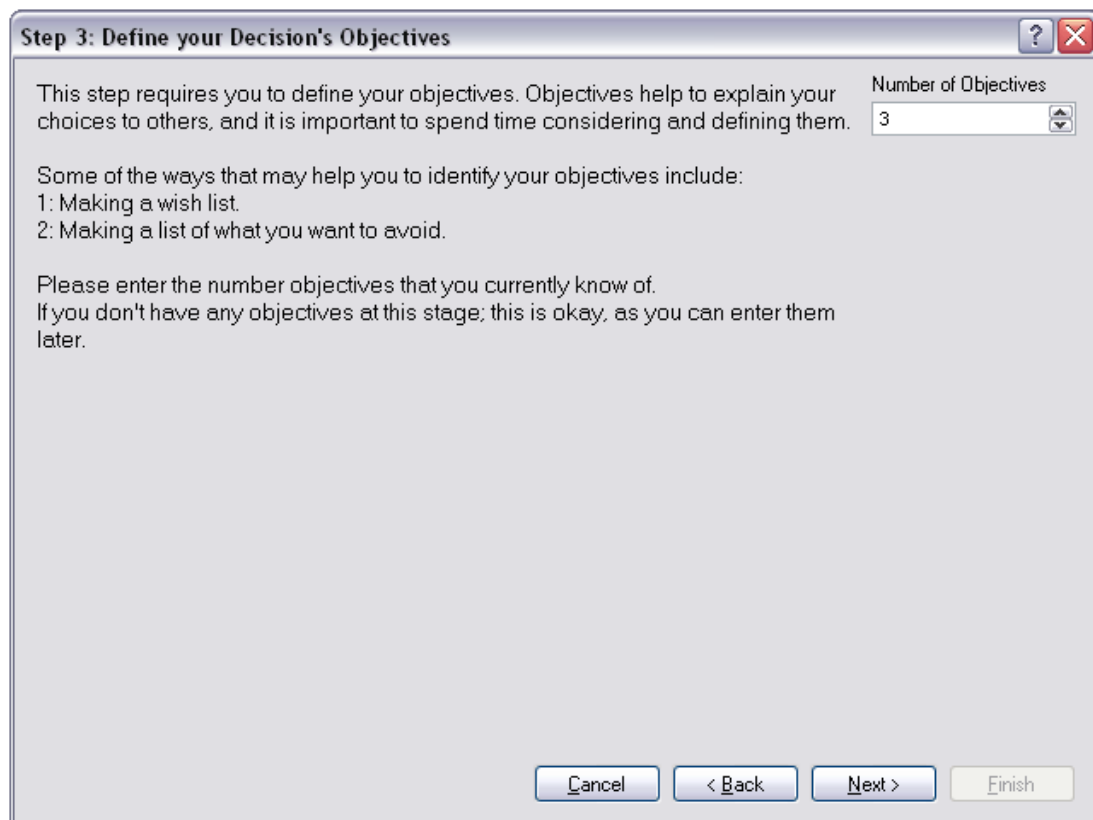 Step 3: Define your Decision's Objectives
This step requires you to define your objectives. Objectives help to explain your
choices to others, and it is important to spend time considering and defining them.
Number of Objectives
3
Some of the ways that may help you to identify your objectives include:
1: Making a wish list.
2: Making a list of what you want to avoid.
Please enter the number objectives that you currently know of.
If you don't have any objectives at this stage; this is okay, as you can enter them
later.
Cancel
< Back
Next >
Finish